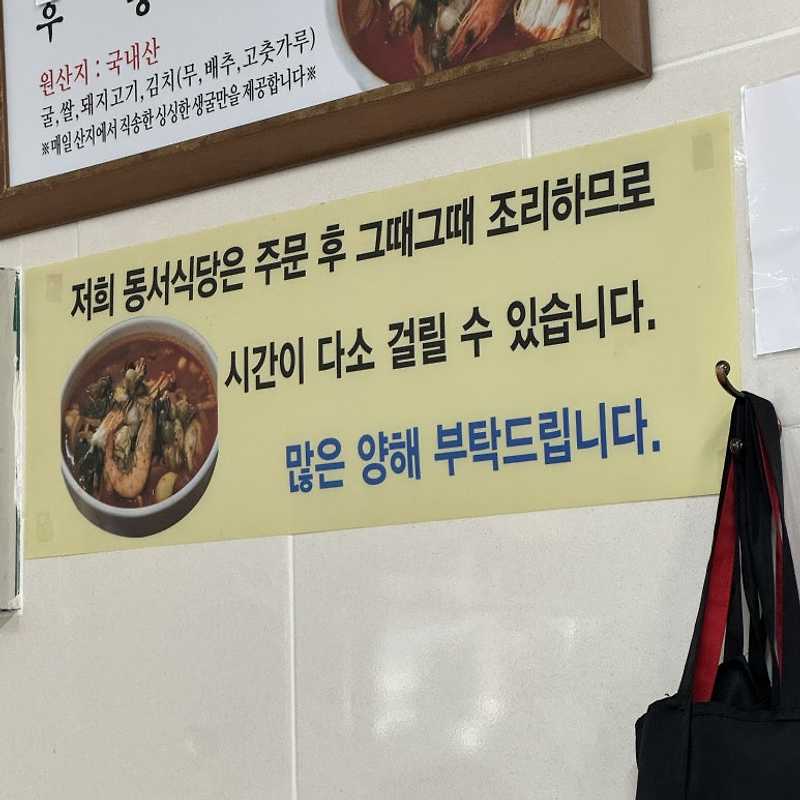 원산지 : 국내산
굴,쌀,돼지고기,김치(무,배추,고춧가루)
※매일 산지에서 직송한 싱싱한 생굴만을 제공합니다※
저희 동서식당은 주문 후 그때그때 조리하므로
시간이 다소 걸릴 수 있습니다.
많은 양해 부탁드립니다.